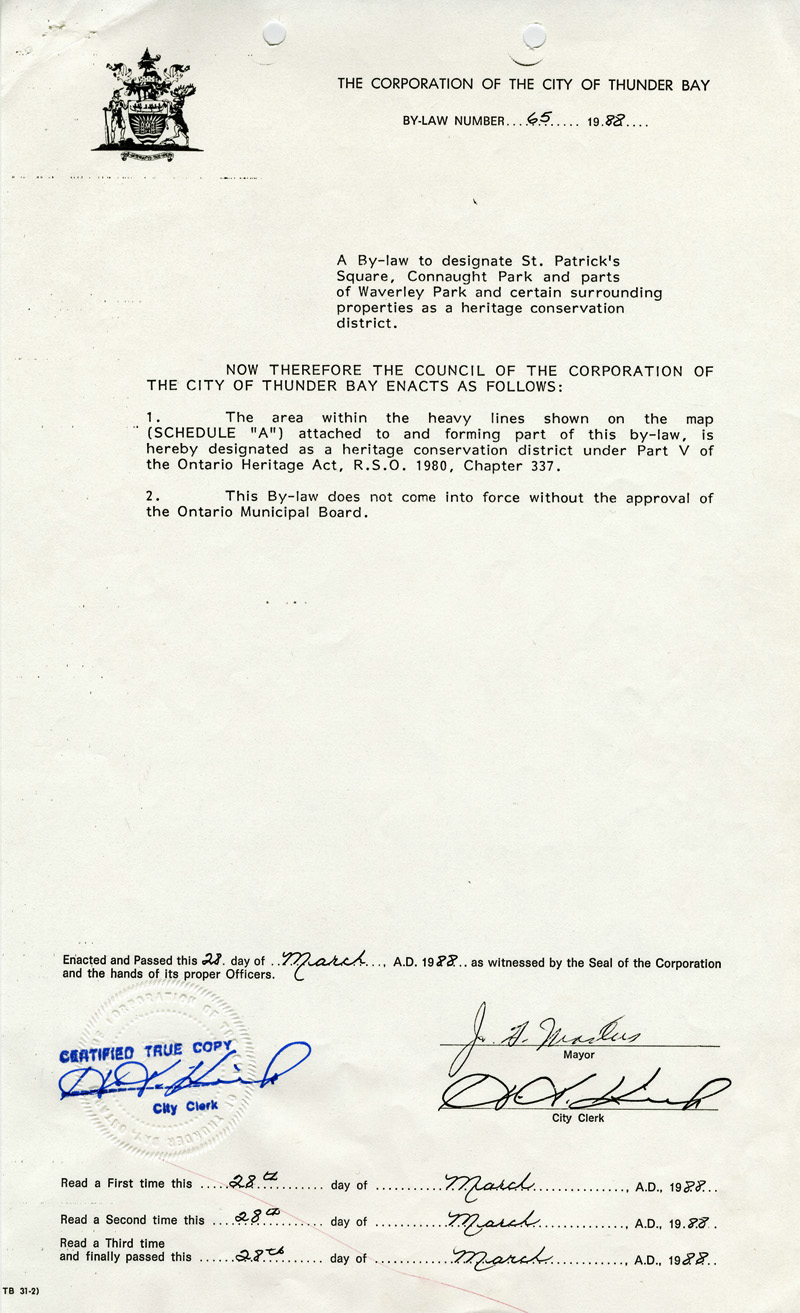 THE CORPORATION OF THE CITY OF THUNDER BAY
BY-LAW NUMBER....65..... 19.88....
A By-law to designate St. Patrick's
Square, Connaught Park and parts
of Waverley Park and certain surrounding
properties as a heritage conservation
district.
NOW THEREFORE THE COUNCIL OF THE CORPORATION OF
THE CITY OF THUNDER BAY ENACTS AS FOLLOWS:
1. The area within the heavy lines shown on the map
(SCHEDULE "A") attached to and forming part of this by-law, is
hereby designated as a heritage conservation district under Part V of
the Ontario Heritage Act, R.S.O. 1980, Chapter 337.
2. This By-law does not come into force without the approval of
the Ontario Municipal Board.
Enacted and Passed this 28. day of ..March..., A.D. 1988.. as witnessed by the Seal of the Corporation
and the hands of its proper Officers.
CERTIFIED TRUE COPY
City Clerk
Mayor
City Clerk
Read a First time this .....28th.......... day of ..........March.............., A.D., 1988..
Read a Second time this ....28th.......... day of ..........March.............., A.D., 19.88.
Read a Third time
and finally passed this ......28th........ day of ..........March.............., A.D., 1988..
TB 31-2)